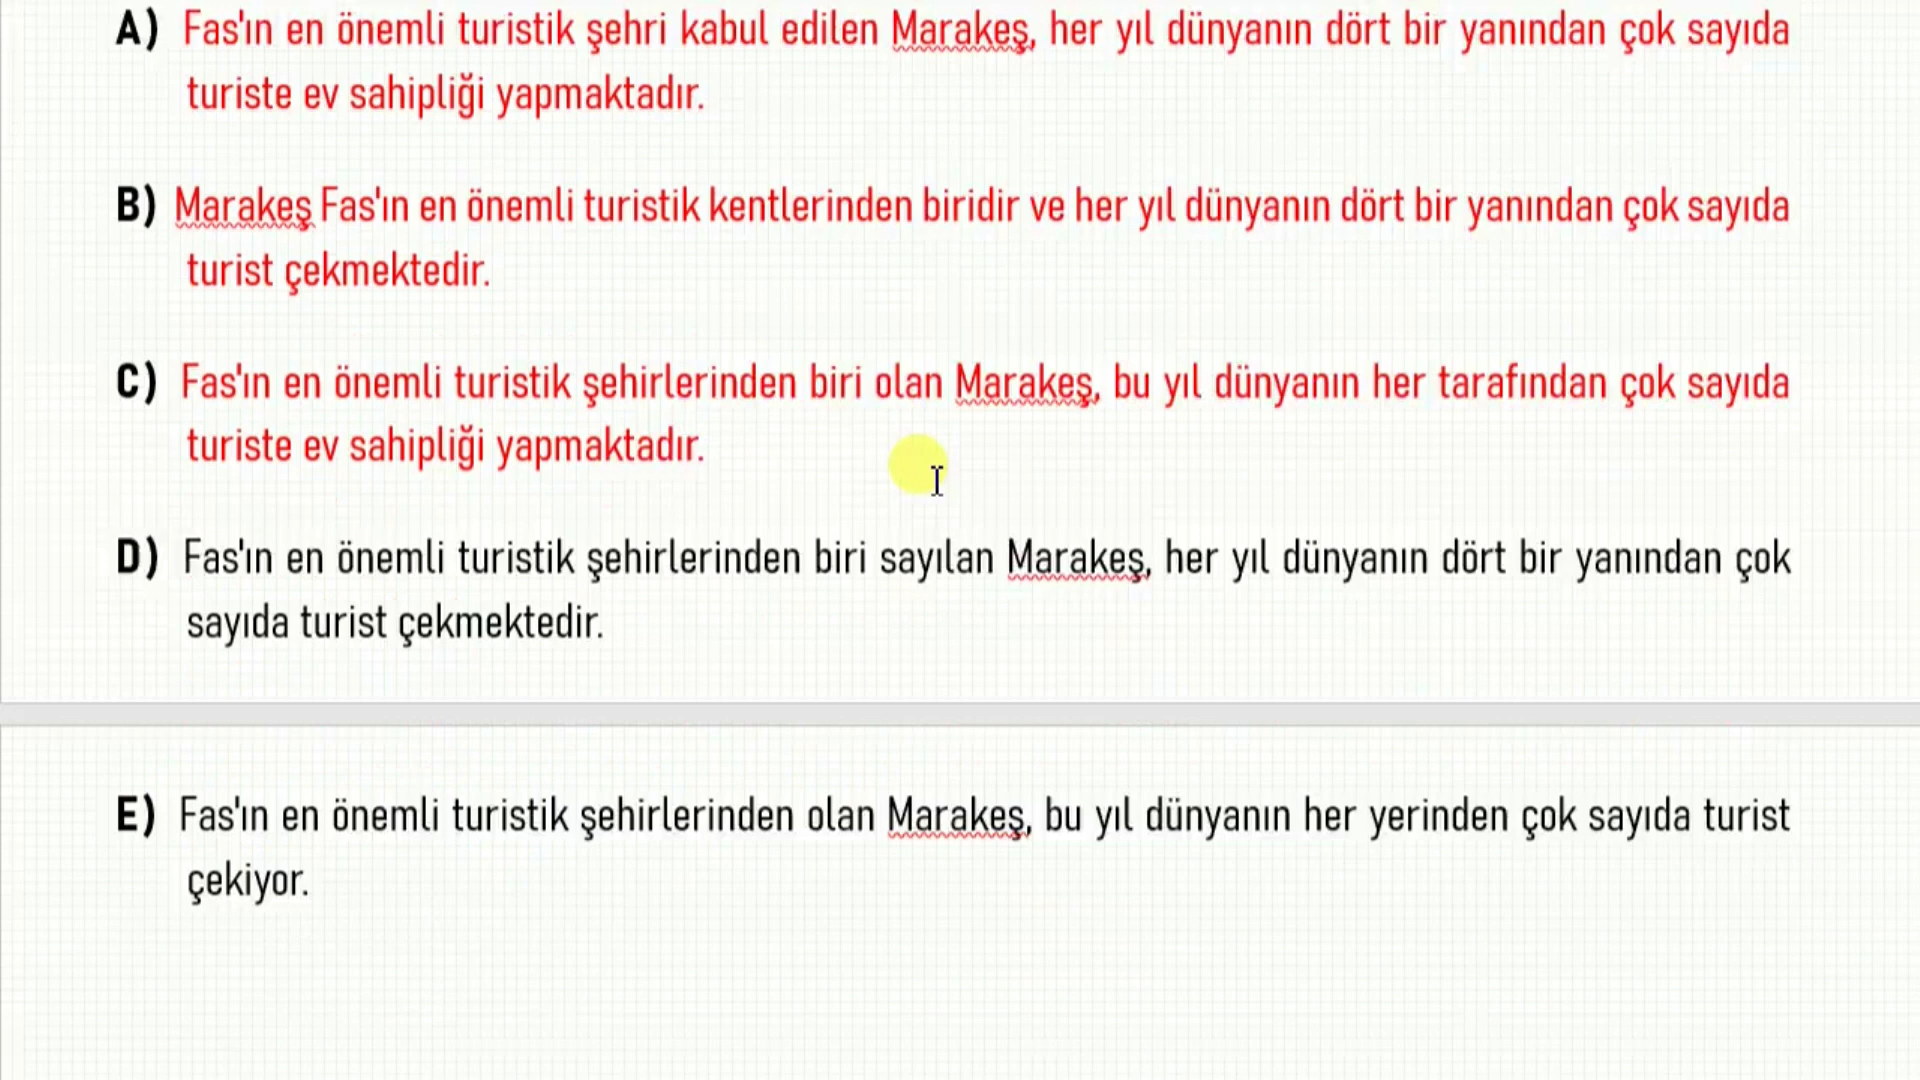 A) Fas'ın en önemli turistik şehri kabul edilen Marakeş, her yıl dünyanın dört bir yanından çok sayıda
turiste ev sahipliği yapmaktadır.
B) Marakeş Fas'ın en önemli turistik kentlerinden biridir ve her yıl dünyanın dört bir yanından çok sayıda
turist çekmektedir.
C) Fas'ın en önemli turistik şehirlerinden biri olan Marakeş, bu yıl dünyanın her tarafından çok sayıda
turiste ev sahipliği yapmaktadır.
D) Fas'ın en önemli turistik şehirlerinden biri sayılan Marakeş, her yıl dünyanın dört bir yanından çok
sayıda turist çekmektedir.
E) Fas'ın en önemli turistik şehirlerinden olan Marakeş, bu yıl dünyanın her yerinden çok sayıda turist
çekiyor.